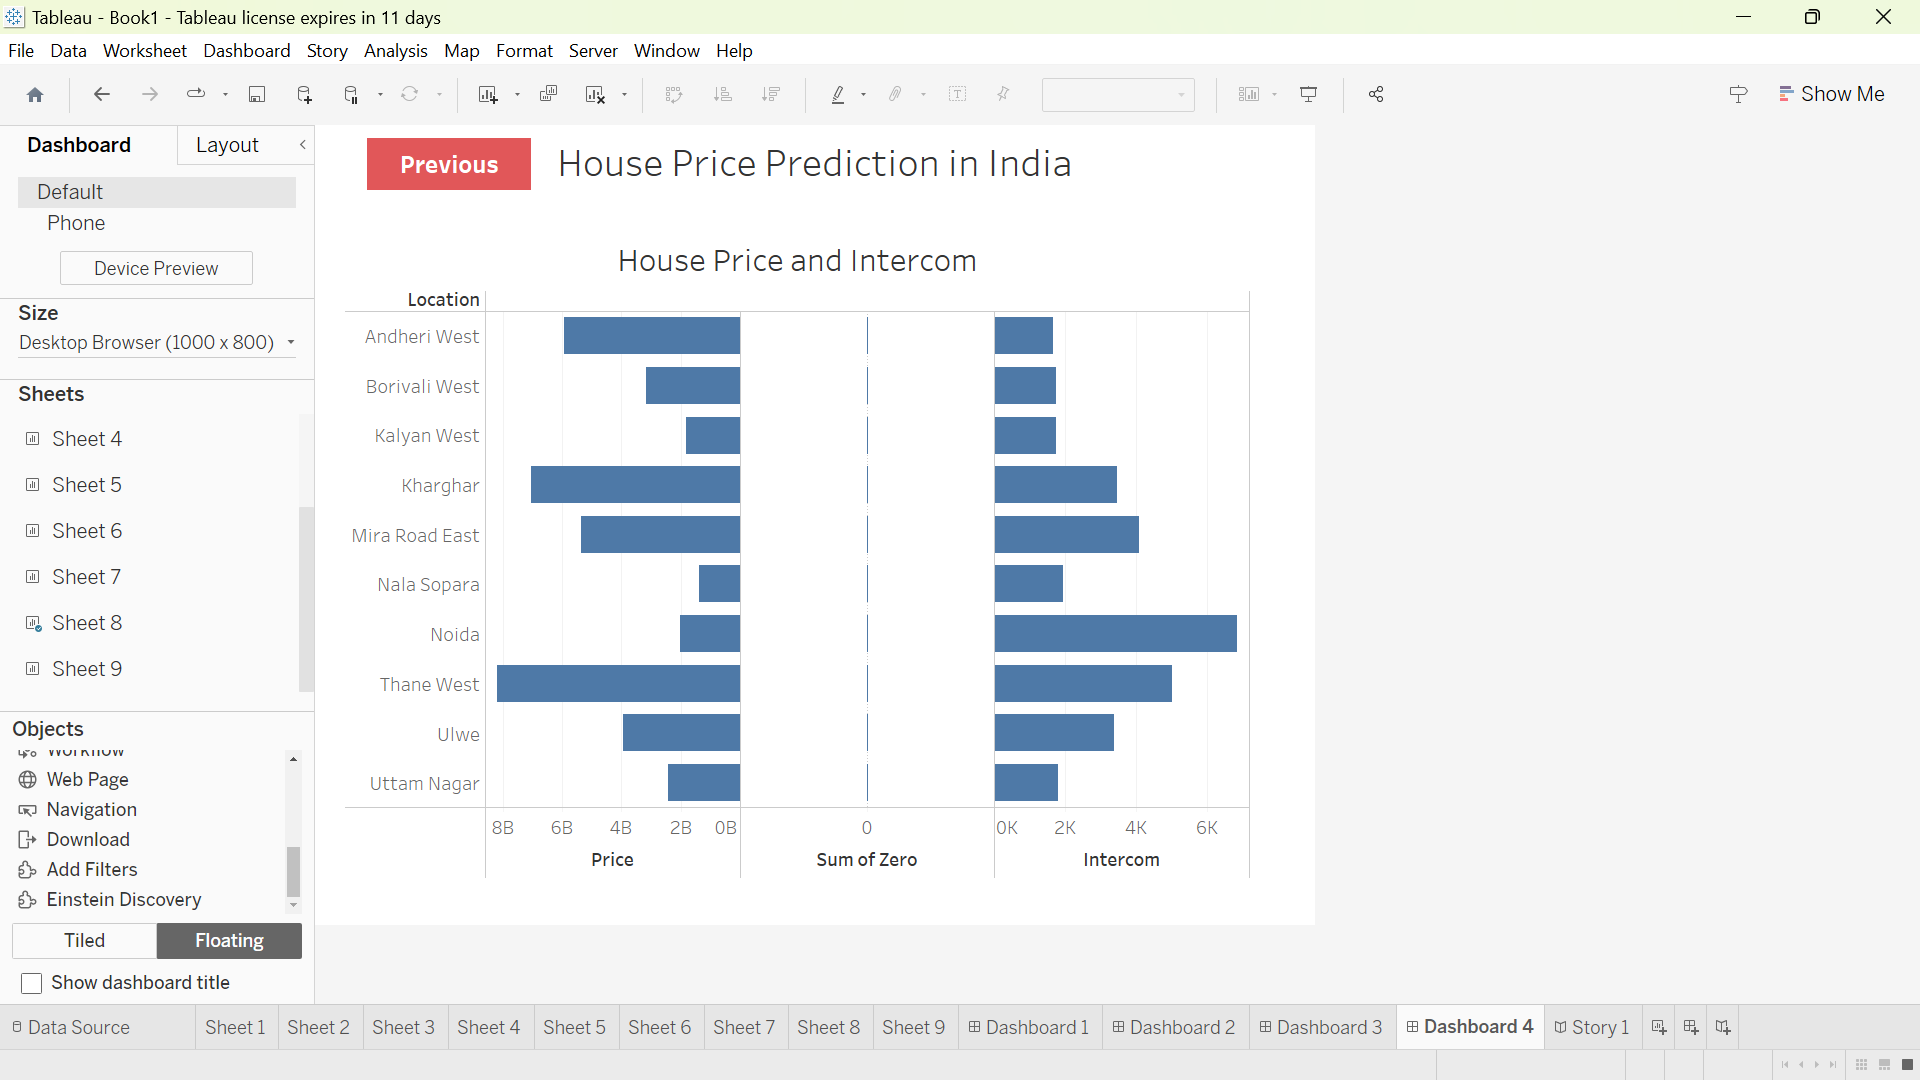 Tableau - Book1 - Tableau license expires in 11 days
File Data Worksheet Dashboard Story Analysis Map Format Server Window Help
Show Me
Dashboard Layout
Default
Phone
Device Preview
Size
Desktop Browser (1000 x 800)
Sheets
Sheet 4
Sheet 5
Sheet 6
Sheet 7
Sheet 8
Sheet 9
Objects
Workflow
Web Page
Navigation
Download
Add Filters
Einstein Discovery
Tiled Floating
Show dashboard title
Previous House Price Prediction in India
House Price and Intercom
Location
Andheri West
Borivali West
Kalyan West
Kharghar
Mira Road East
Nala Sopara
Noida
Thane West
Ulwe
Uttam Nagar
8B 6B 4B 2B 0B 0 0K 2K 4K 6K
Price Sum of Zero Intercom
Data Source Sheet 1 Sheet 2 Sheet 3 Sheet 4 Sheet 5 Sheet 6 Sheet 7 Sheet 8 Sheet 9 Dashboard 1 Dashboard 2 Dashboard 3 Dashboard 4 Story 1